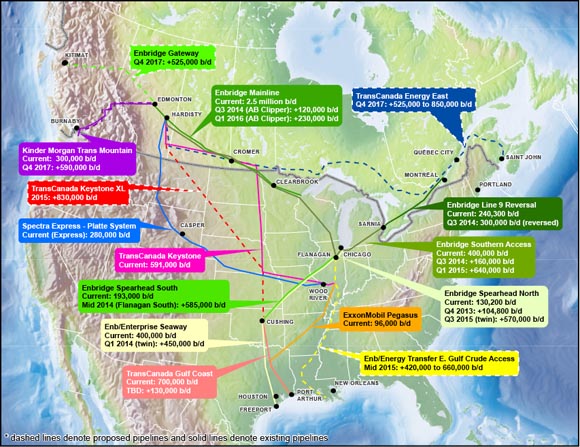 Enbridge Gateway
Q4 2017: +525,000 b/d
KITIMAT
Enbridge Mainline
Current: 2.5 million b/d
Q3 2014 (AB Clipper): +120,000 b/d
Q1 2016 (AB Clipper): +230,000 b/d
TransCanada Energy East
Q4 2017: +525,000 to 850,000 b/d
EDMONTON
HARDISTY
BURNABY
Kinder Morgan Trans Mountain
Current: 300,000 b/d
Q4 2017: +590,000 b/d
CROMER
QUÉBEC CITY
SAINT JOHN
MONTREAL
PORTLAND
CLEARBROOK
TransCanada Keystone XL
2015: +830,000 b/d
Enbridge Line 9 Reversal
Current: 240,300 b/d
Q3 2014: 300,000 b/d (reversed)
SARNIA
Spectra Express - Platte System
Current (Express): 280,000 b/d
CASPER
Enbridge Southern Access
Current: 400,000 b/d
Q3 2014: +160,000 b/d
Q1 2015: +640,000 b/d
TransCanada Keystone
Current: 591,000 b/d
FLANAGAN
CHICAGO
Enbridge Spearhead South
Current: 193,000 b/d
Mid 2014 (Flanagan South): +585,000 b/d
WOOD
RIVER
Enbridge Spearhead North
Current: 130,200 b/d
Q4 2013: +104,800 b/d
Q3 2015 (twin): +570,000 b/d
ExxonMobil Pegasus
Current: 96,000 b/d
CUSHING
Enb/Enterprise Seaway
Current: 400,000 b/d
Q1 2014 (twin): +450,000 b/d
Enb/Energy Transfer E. Gulf Crude Access
Mid 2015: +420,000 to 660,000 b/d
TransCanada Gulf Coast
Current: 700,000 b/d
TBD: +130,000 b/d
NEW ORLEANS
HOUSTON
PORT
ARTHUR
FREEPORT
* dashed lines denote proposed pipelines and solid lines denote existing pipelines